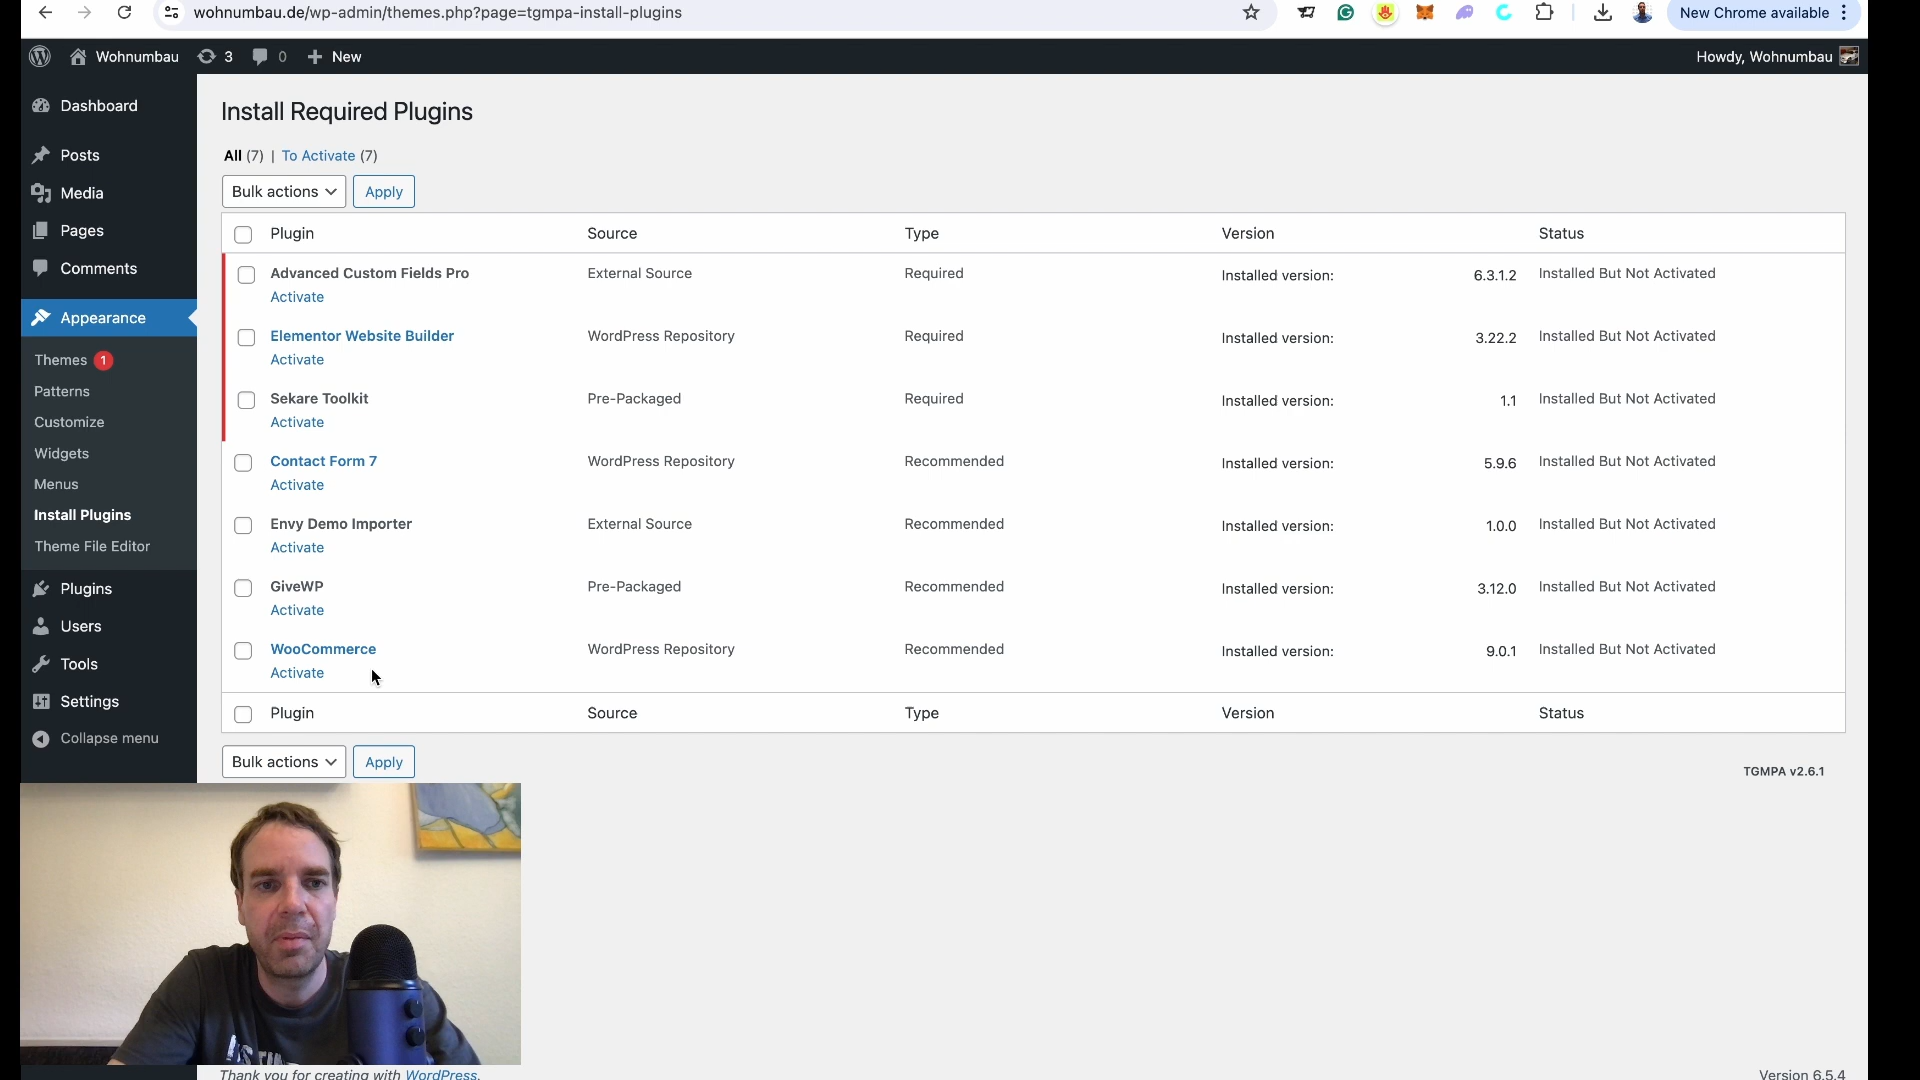 wohnumbau.de/wp-admin/themes.php?page=tgmpa-install-plugins
New Chrome available
Wohnumbau 3 0 New
Howdy, Wohnumbau
Dashboard
Posts
Media
Pages
Comments
Appearance
Themes 1
Patterns
Customize
Widgets
Menus
Install Plugins
Theme File Editor
Plugins
Users
Tools
Settings
Collapse menu
Install Required Plugins
All (7) | To Activate (7)
Bulk actions Apply
Plugin Source Type Version Status
Advanced Custom Fields Pro External Source Required Installed version: 6.3.1.2 Installed But Not Activated
Activate
Elementor Website Builder WordPress Repository Required Installed version: 3.22.2 Installed But Not Activated
Activate
Sekare Toolkit Pre-Packaged Required Installed version: 1.1 Installed But Not Activated
Activate
Contact Form 7 WordPress Repository Recommended Installed version: 5.9.6 Installed But Not Activated
Activate
Envy Demo Importer External Source Recommended Installed version: 1.0.0 Installed But Not Activated
Activate
GiveWP Pre-Packaged Recommended Installed version: 3.12.0 Installed But Not Activated
Activate
WooCommerce WordPress Repository Recommended Installed version: 9.0.1 Installed But Not Activated
Activate
Plugin Source Type Version Status
Bulk actions Apply
TGMPA v2.6.1
Thank you for creating with WordPress.
Version 6.5.4